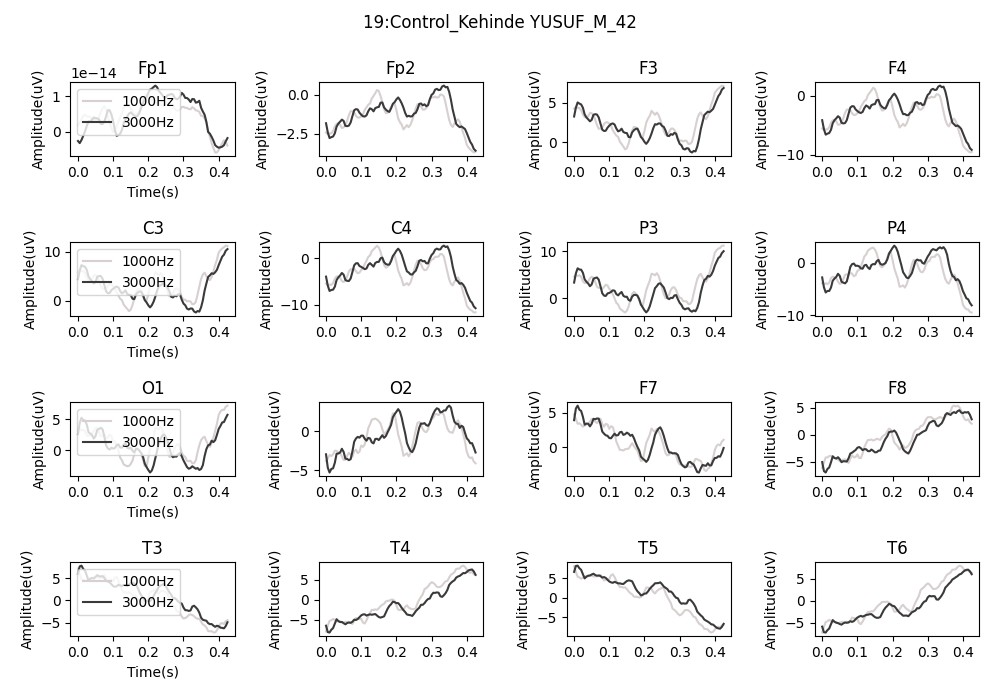 19:Control_Kehinde YUSUF_M_42
Fp1 Fp2 F3 F4
1e−14
Amplitude(uV) Amplitude(uV) Amplitude(uV) Amplitude(uV)
1000Hz
3000Hz
1 0
0.0 −2.5
5 0
0 −10
0.0 0.1 0.2 0.3 0.4 0.0 0.1 0.2 0.3 0.4 0.0 0.1 0.2 0.3 0.4 0.0 0.1 0.2 0.3 0.4
Time(s)
C3 C4 P3 P4
Amplitude(uV) Amplitude(uV) Amplitude(uV) Amplitude(uV)
1000Hz
3000Hz
10 0
0 −10
10 0
0 −10
0.0 0.1 0.2 0.3 0.4 0.0 0.1 0.2 0.3 0.4 0.0 0.1 0.2 0.3 0.4 0.0 0.1 0.2 0.3 0.4
Time(s)
O1 O2 F7 F8
Amplitude(uV) Amplitude(uV) Amplitude(uV) Amplitude(uV)
1000Hz
3000Hz
5 0
0 −5
5 0
5 0 −5
0.0 0.1 0.2 0.3 0.4 0.0 0.1 0.2 0.3 0.4 0.0 0.1 0.2 0.3 0.4 0.0 0.1 0.2 0.3 0.4
Time(s)
T3 T4 T5 T6
Amplitude(uV) Amplitude(uV) Amplitude(uV) Amplitude(uV)
1000Hz
3000Hz
5 0 −5
5 0 −5
5 0 −5
5 0 −5
0.0 0.1 0.2 0.3 0.4 0.0 0.1 0.2 0.3 0.4 0.0 0.1 0.2 0.3 0.4 0.0 0.1 0.2 0.3 0.4
Time(s)